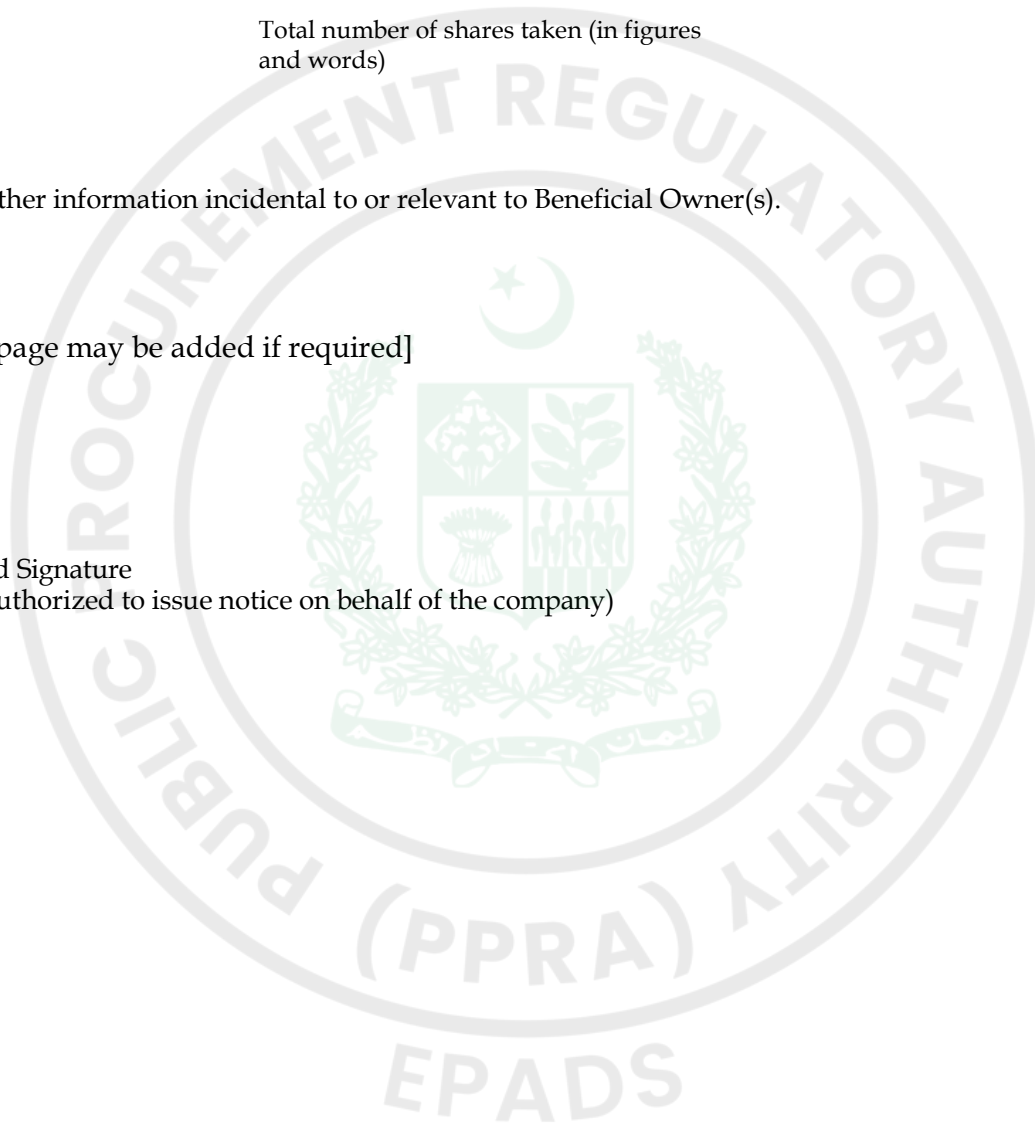 Total number of shares taken (in figures
and words)
PUBLIC PROCUREMENT REGULATORY AUTHORITY
ther information incidental to or relevant to Beneficial Owner(s).
page may be added if required]
d Signature
uthorized to issue notice on behalf of the company)
(PPRA)
EPADS